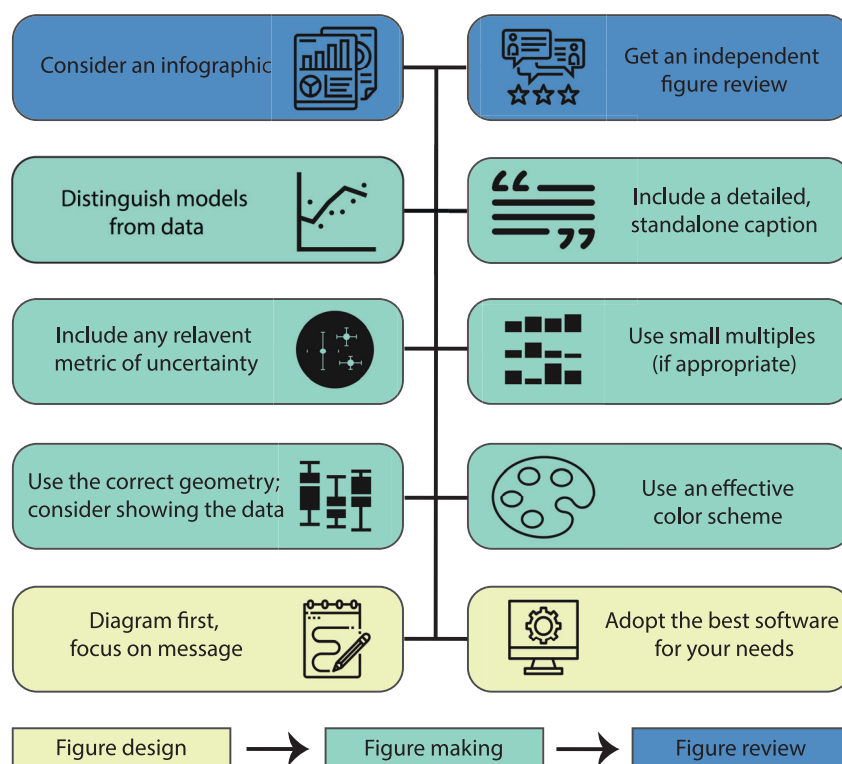 Consider an infographic
Get an independent
figure review
Distinguish models
from data
Include a detailed,
standalone caption
Include any relavent
metric of uncertainty
Use small multiples
(if appropriate)
Use the correct geometry;
consider showing the data
Use an effective
color scheme
Diagram first,
focus on message
Adopt the best software
for your needs
Figure design
Figure making
Figure review